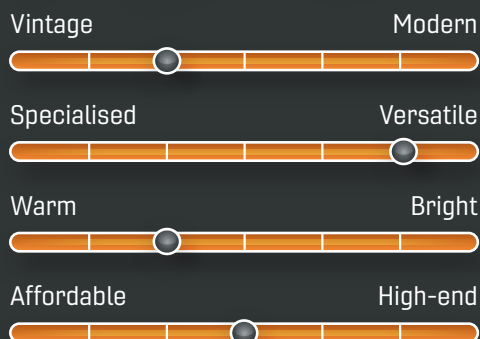 Vintage Modern
Specialised Versatile
Warm Bright
Affordable High-end